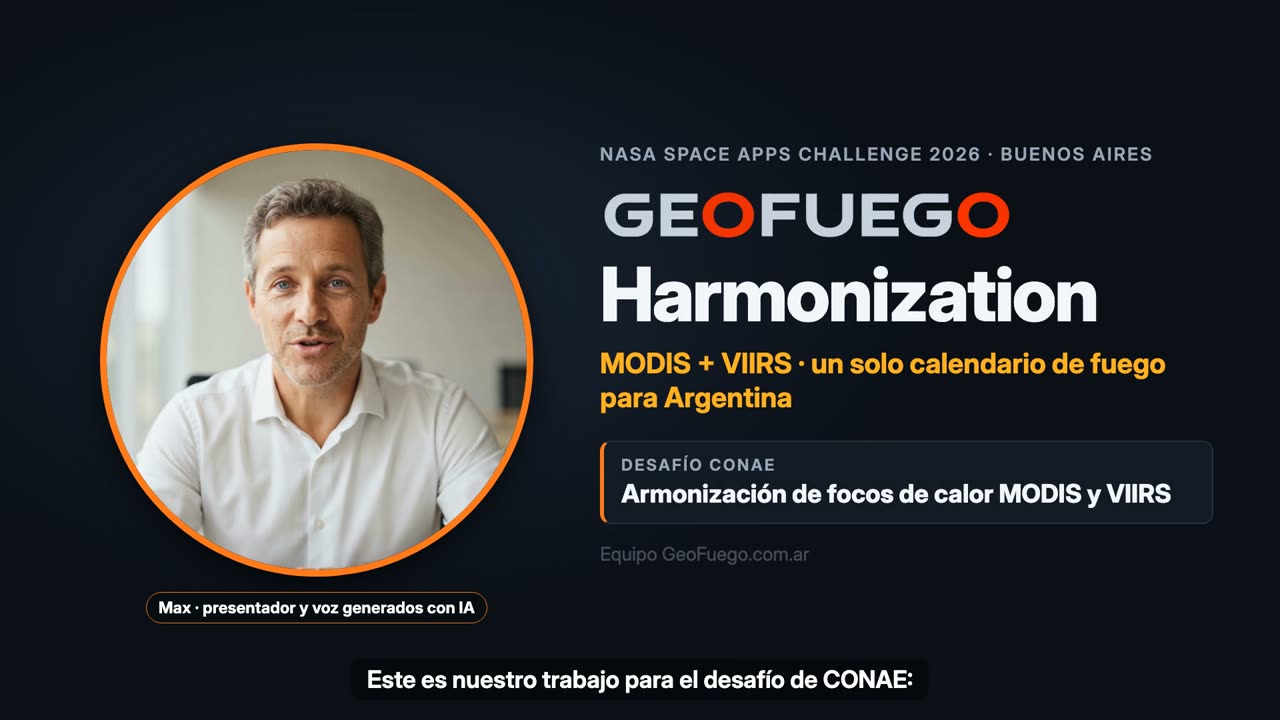 NASA SPACE APPS CHALLENGE 2026 · BUENOS AIRES
GEOFUEGO
Harmonization
MODIS + VIIRS · un solo calendario de fuego
para Argentina
DESAFÍO CONAE
Armonización de focos de calor MODIS y VIIRS
Equipo GeoFuego.com.ar
Max · presentador y voz generados con IA
Este es nuestro trabajo para el desafío de CONAE: